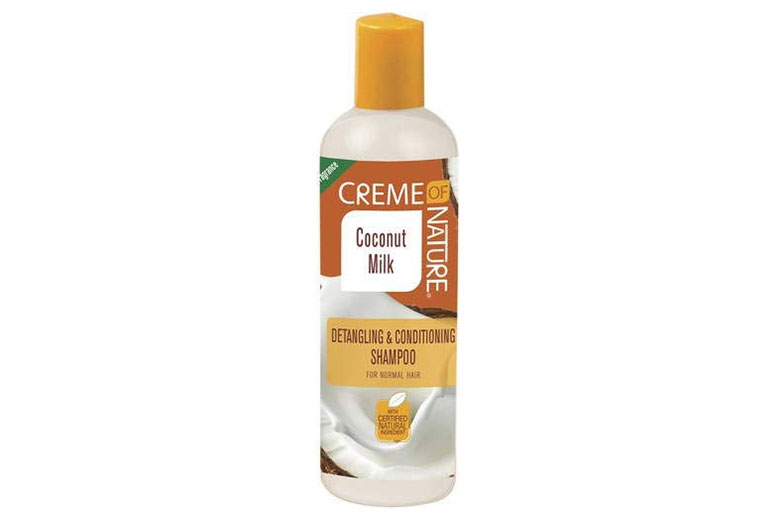 fragrance
CREME OF
NATURE®
Coconut
Milk
DETANGLING & CONDITIONING
SHAMPOO
FOR NORMAL HAIR
WITH
CERTIFIED
NATURAL
INGREDIENT